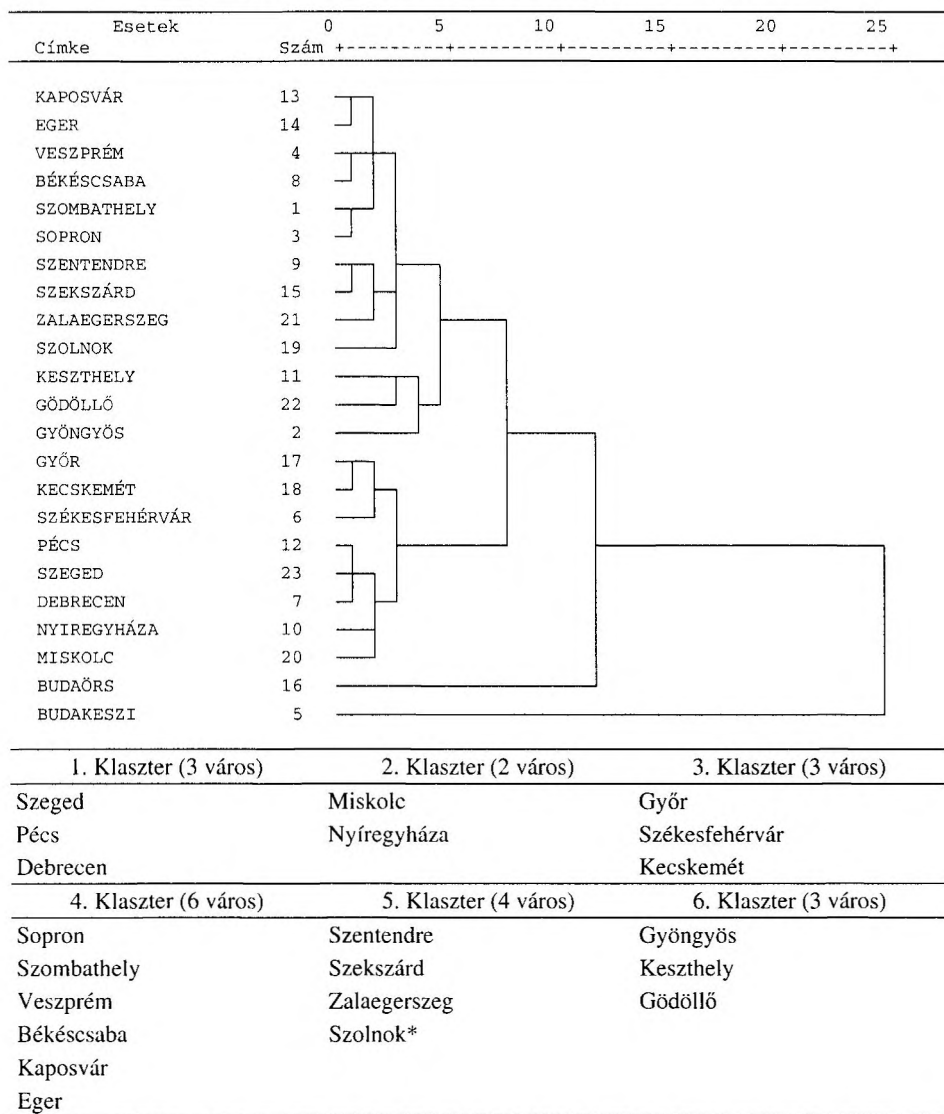 Esetek 0 5 10 15 20 25
Címke Szám +---------+---------+---------+---------+---------+
KAPOSVÁR 13
EGER 14
VESZPRÉM 4
BÉKÉSCSABA 8
SZOMBATHELY 1
SOPRON 3
SZENTENDRE 9
SZEKSZÁRD 15
ZALAEGERSZEG 21
SZOLNOK 19
KESZTHELY 11
GÖDÖLLŐ 22
GYÖNGYÖS 2
GYŐR 17
KECSKEMÉT 18
SZÉKESFEHÉRVÁR 6
PÉCS 12
SZEGED 23
DEBRECEN 7
NYIREGYHÁZA 10
MISKOLC 20
BUDAÖRS 16
BUDAKESZI 5
1. Klaszter (3 város) 2. Klaszter (2 város) 3. Klaszter (3 város)
Szeged Miskolc Győr
Pécs Nyíregyháza Székesfehérvár
Debrecen Kecskemét
4. Klaszter (6 város) 5. Klaszter (4 város) 6. Klaszter (3 város)
Sopron Szentendre Gyöngyös
Szombathely Szekszárd Keszthely
Veszprém Zalaegerszeg Gödöllő
Békéscsaba Szolnok*
Kaposvár
Eger